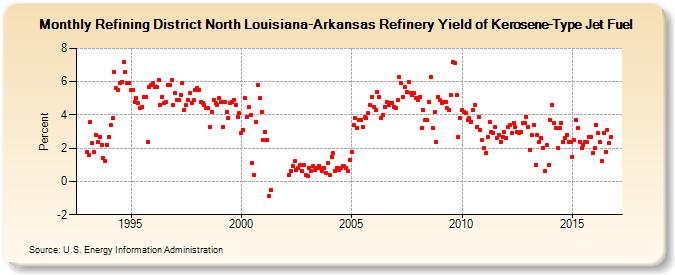 Monthly Refining District North Louisiana-Arkansas Refinery Yield of Kerosene-Type Jet Fuel
Percent
8
6
4
2
0
-2
1995 2000 2005 2010 2015
Source: U.S. Energy Information Administration